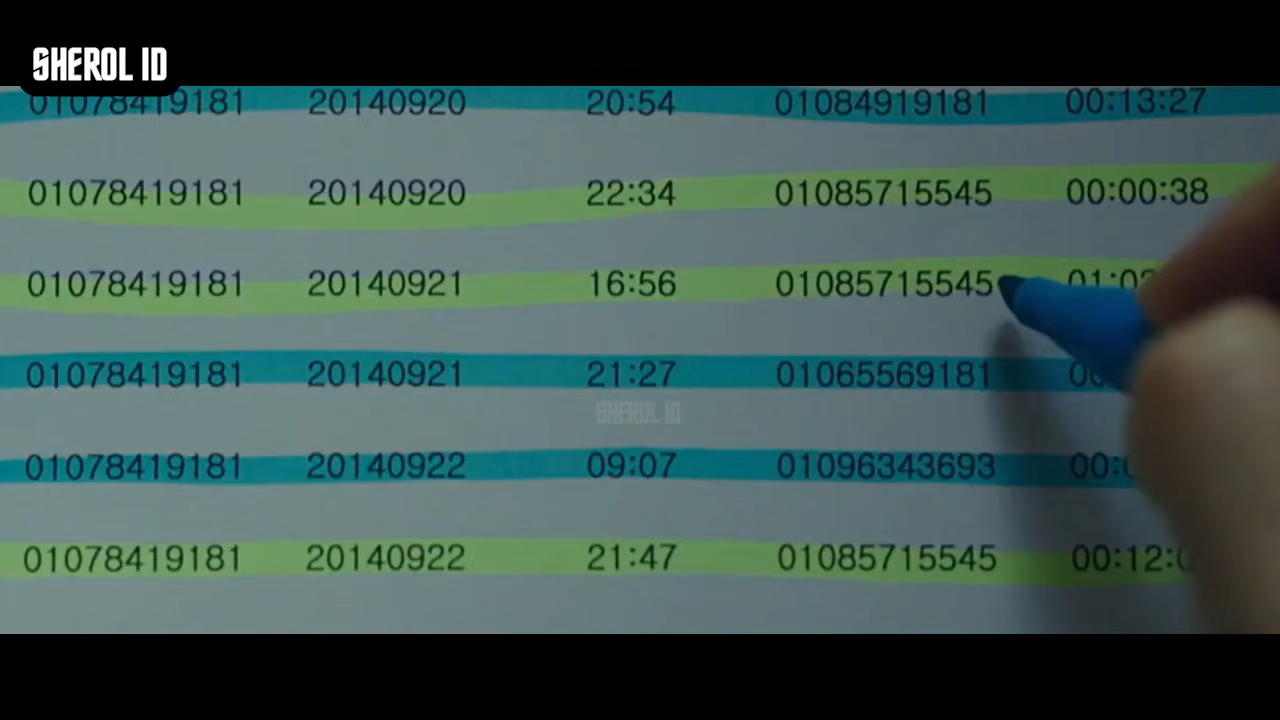 SHEROL ID
01078419181 20140920 20:54 01084919181 00:13:27
01078419181 20140920 22:34 01085715545 00:00:38
01078419181 20140921 16:56 01085715545
01078419181 20140921 21:27 01065569181
SHEROL ID
01078419181 20140922 09:07 01096343693
01078419181 20140922 21:47 01085715545